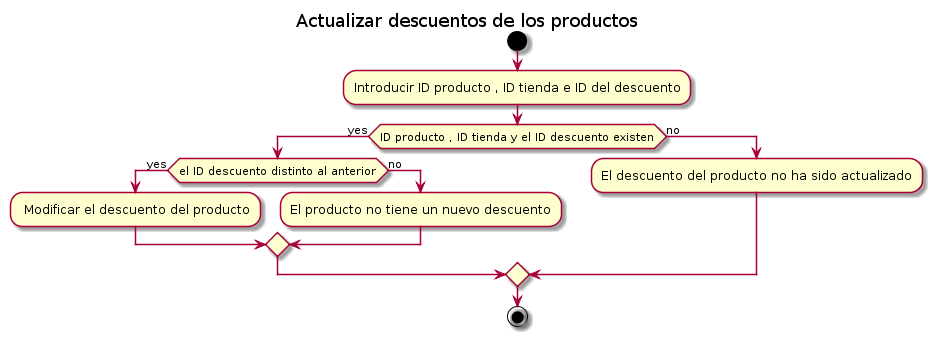 Actualizar descuentos de los productos
Introducir ID producto , ID tienda e ID del descuento
yes
ID producto , ID tienda y el ID descuento existen
no
yes
el ID descuento distinto al anterior
no
El descuento del producto no ha sido actualizado
Modificar el descuento del producto
El producto no tiene un nuevo descuento